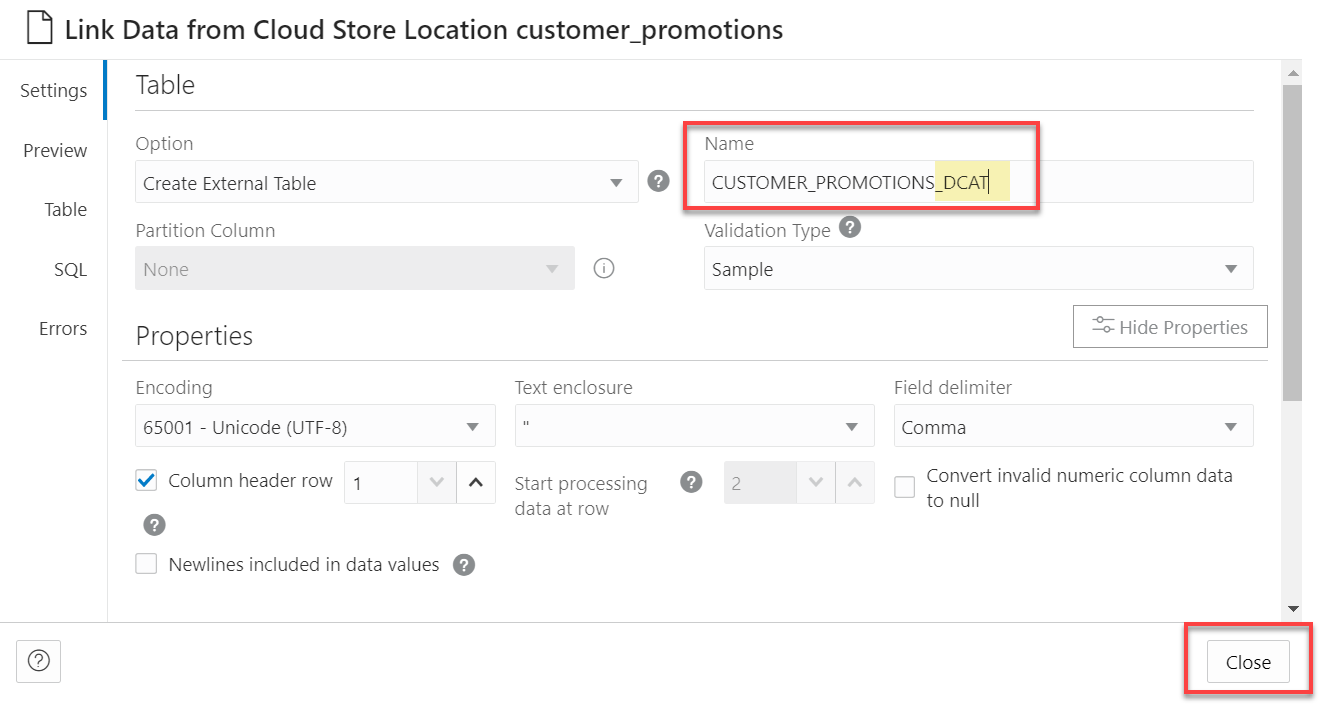 Link Data from Cloud Store Location customer_promotions
Settings
Preview
Table
SQL
Errors
Table
Option
Create External Table
?
Name
CUSTOMER_PROMOTIONS_DCAT
Partition Column
None
i
Validation Type ?
Sample
Properties
Hide Properties
Encoding
65001 - Unicode (UTF-8)
Text enclosure
"
Field delimiter
Comma
Column header row
1
?
Start processing
data at row
?
2
Convert invalid numeric column data
to null
Newlines included in data values ?
?
Close